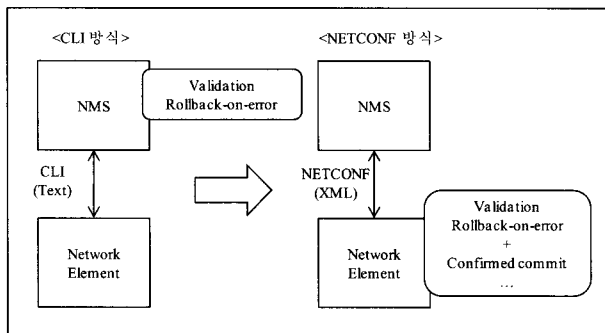 <CLI 방식>
NMS
Validation
Rollback-on-error
CLI
(Text)
Network
Element
<NETCONF 방식>
NMS
NETCONF
(XML)
Network
Element
Validation
Rollback-on-error
+
Confirmed commit
...